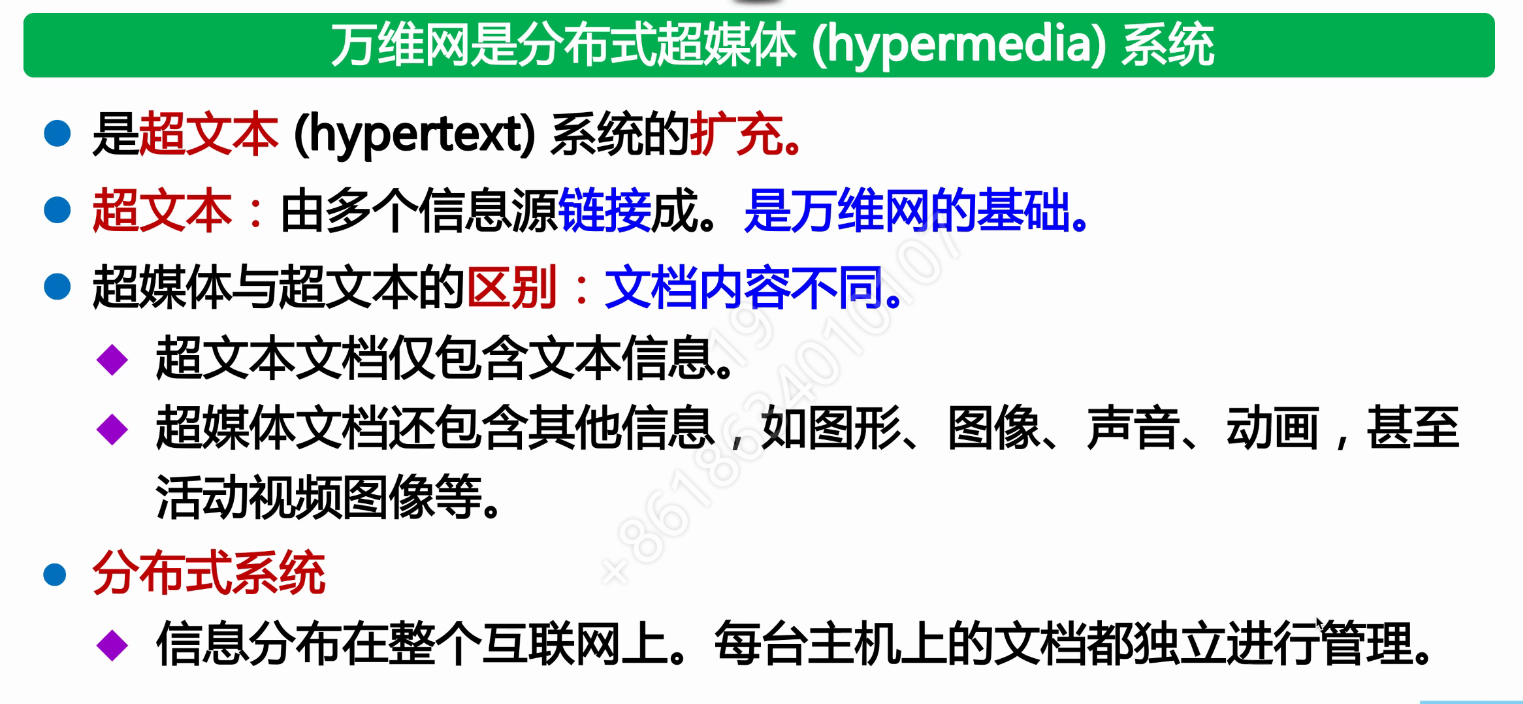 万维网是分布式超媒体 (hypermedia) 系统
是超文本 (hypertext) 系统的扩充。
超文本：由多个信息源链接成。是万维网的基础。
超媒体与超文本的区别：文档内容不同。
超文本文档仅包含文本信息。
超媒体文档还包含其他信息，如图形、图像、声音、动画，甚至
活动视频图像等。
分布式系统
信息分布在整个互联网上。每台主机上的文档都独立进行管理。